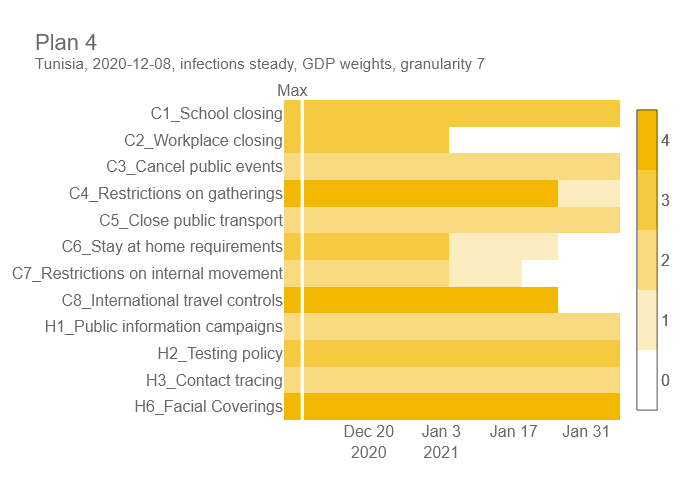 Plan 4
Tunisia, 2020-12-08, infections steady, GDP weights, granularity 7
Max
C1_School closing
C2_Workplace closing
C3_Cancel public events
C4_Restrictions on gatherings
C5_Close public transport
C6_Stay at home requirements
C7_Restrictions on internal movement
C8_International travel controls
H1_Public information campaigns
H2_Testing policy
H3_Contact tracing
H6_Facial Coverings
Dec 20 Jan 3 Jan 17 Jan 31
2020 2021
4
3
2
1
0